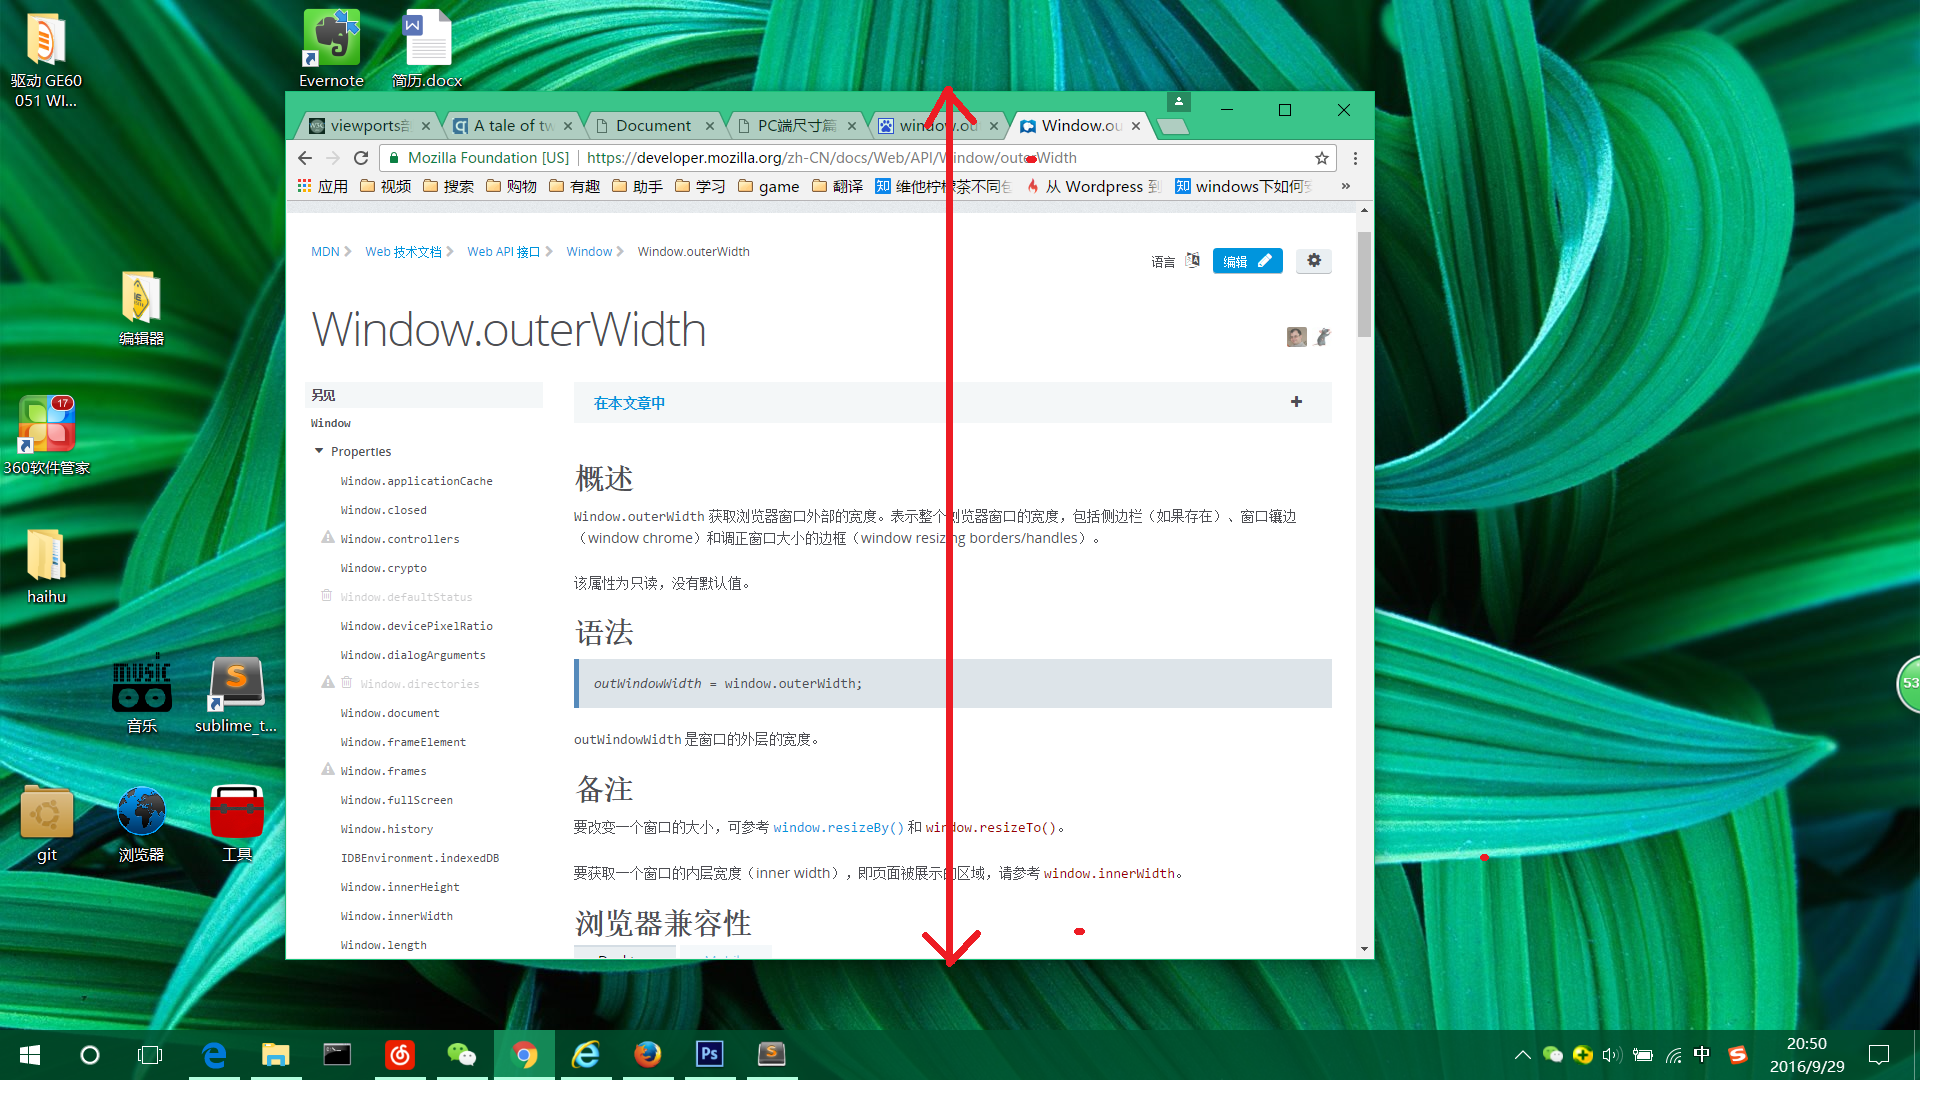 驱动 GE60
051 WI...
Evernote
简历.docx
编辑器
17
360软件管家
haihu
music
音乐
sublime_t...
git
浏览器
工具
viewports
A tale of tw
Document
PC端尺寸篇
window.ou
Window.ou
Mozilla Foundation [US]
https://developer.mozilla.org/zh-CN/docs/Web/API/Window/outerWidth
应用 视频 搜索 购物 有趣 助手 学习 game 翻译 知 维他柠檬茶不同包 从 Wordpress 到 知 windows下如何安 »
MDN Web 技术文档 Web API 接口 Window Window.outerWidth
语言 编辑
Window.outerWidth
另见
Window
Properties
Window.applicationCache
Window.closed
Window.controllers
Window.crypto
Window.defaultStatus
Window.devicePixelRatio
Window.dialogArguments
Window.directories
Window.document
Window.frameElement
Window.frames
Window.fullScreen
Window.history
IDBEnvironment.indexedDB
Window.innerHeight
Window.innerWidth
Window.length
在本文章中 +
概述
Window.outerWidth 获取浏览器窗口外部的宽度。表示整个浏览器窗口的宽度，包括侧边栏（如果存在）、窗口镶边
（window chrome）和调正窗口大小的边框（window resizing borders/handles）。
该属性为只读，没有默认值。
语法
outWindowWidth = window.outerWidth;
outWindowWidth 是窗口的外层的宽度。
备注
要改变一个窗口的大小，可参考 window.resizeBy() 和 window.resizeTo()。
要获取一个窗口的内层宽度（inner width），即页面被展示的区域，请参考 window.innerWidth。
浏览器兼容性
53
Ps
中
20:50
2016/9/29